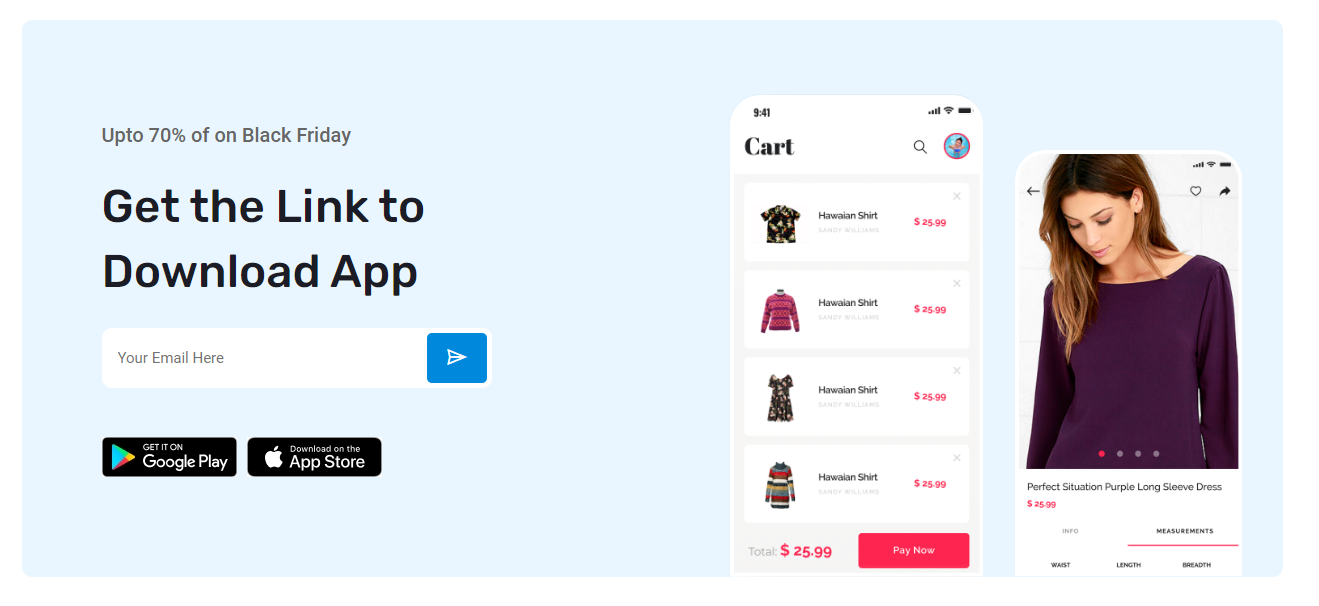 Upto 70% of on Black Friday
Get the Link to
Download App
Your Email Here
GET IT ON
Google Play
Download on the
App Store
9:41
Cart
Hawaian Shirt
SANDY WILLIAMS
$ 25.99
Hawaian Shirt
SANDY WILLIAMS
$ 25.99
Hawaian Shirt
SANDY WILLIAMS
$ 25.99
Hawaian Shirt
SANDY WILLIAMS
$ 25.99
Total: $ 25.99
Pay Now
Perfect Situation Purple Long Sleeve Dress
$ 25.99
INFO MEASUREMENTS
WAIST LENGTH BREADTH